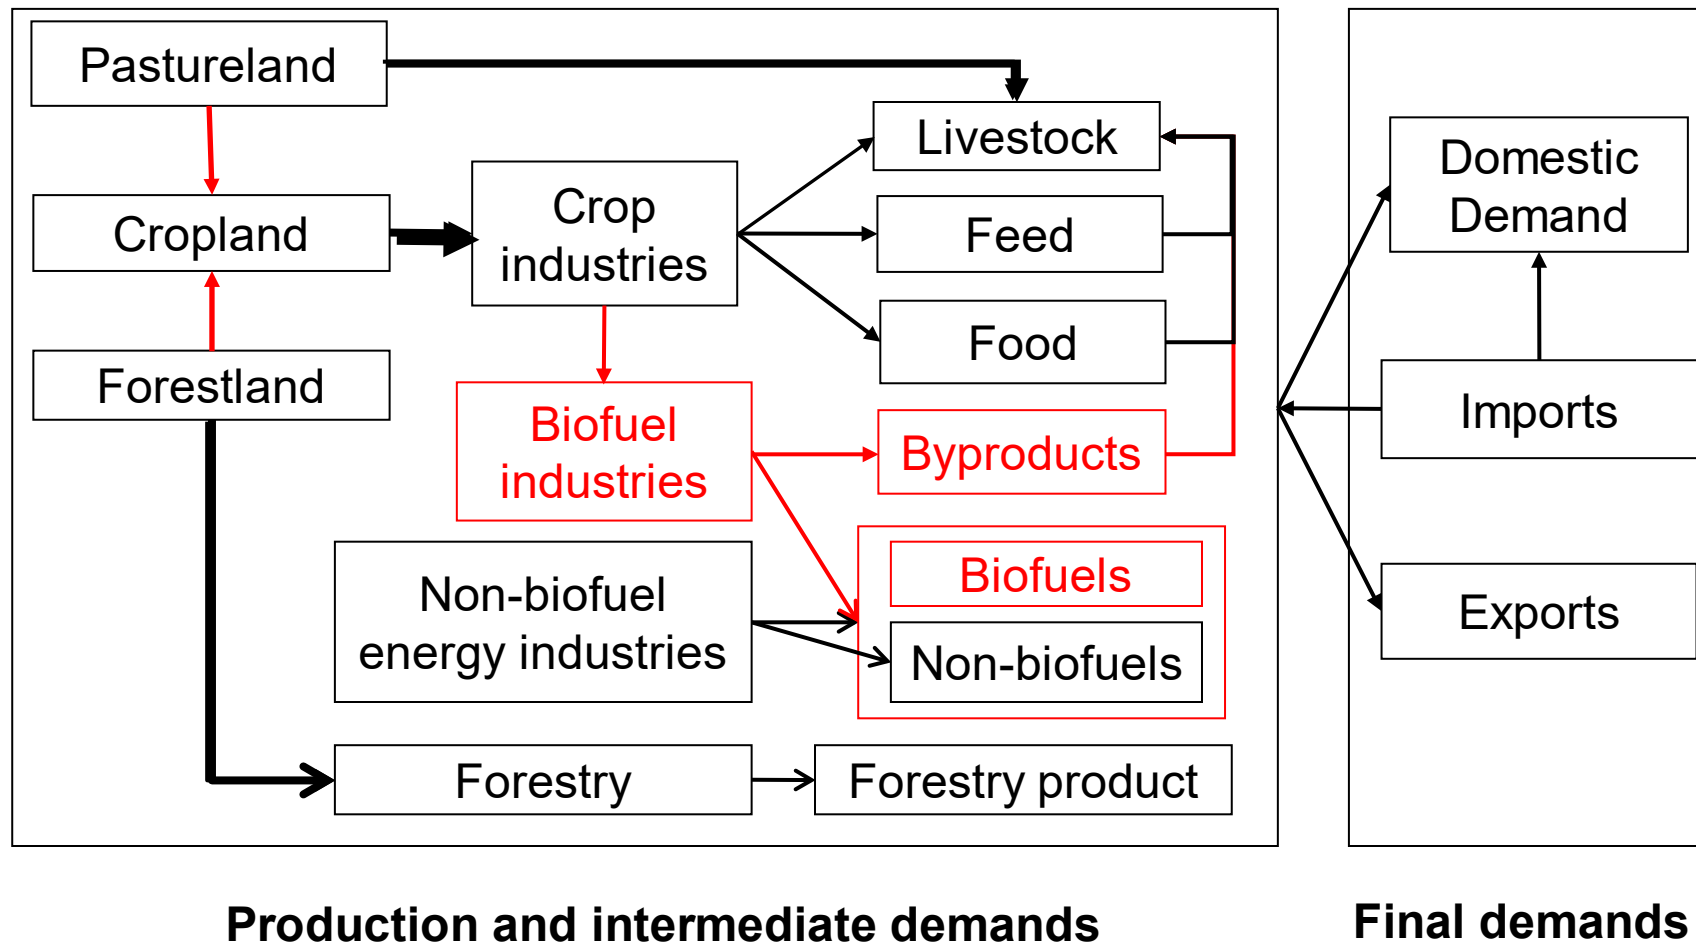 Pastureland
Cropland
Forestland
Crop
industries
Livestock
Feed
Food
Biofuel
industries
Byproducts
Non-biofuel
energy industries
Biofuels
Non-biofuels
Forestry
Forestry product
Domestic
Demand
Imports
Exports
Production and intermediate demands
Final demands